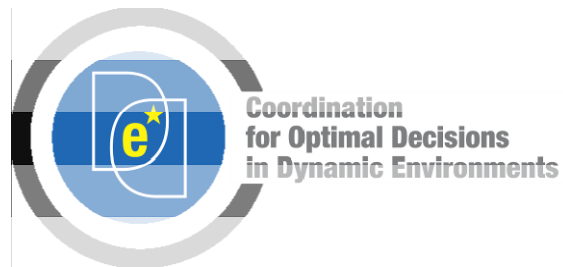 e
Coordination
for Optimal Decisions
in Dynamic Environments